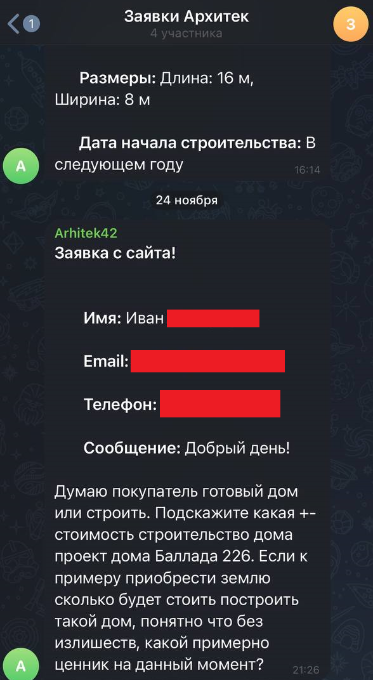 1
Заявки Архитек
4 участника
З
Размеры: Длина: 16 м,
Ширина: 8 м
Дата начала строительства: В
следующем году
16:14
А
24 ноября
Arhitek42
Заявка с сайта!
Имя: Иван
Email:
Телефон:
Сообщение: Добрый день!
Думаю покупатель готовый дом
или строить. Подскажите какая +-
стоимость строительство дома
проект дома Баллада 226. Если к
примеру приобрести землю
сколько будет стоить построить
такой дом, понятно что без
излишеств, какой примерно
ценник на данный момент?
21:26
А